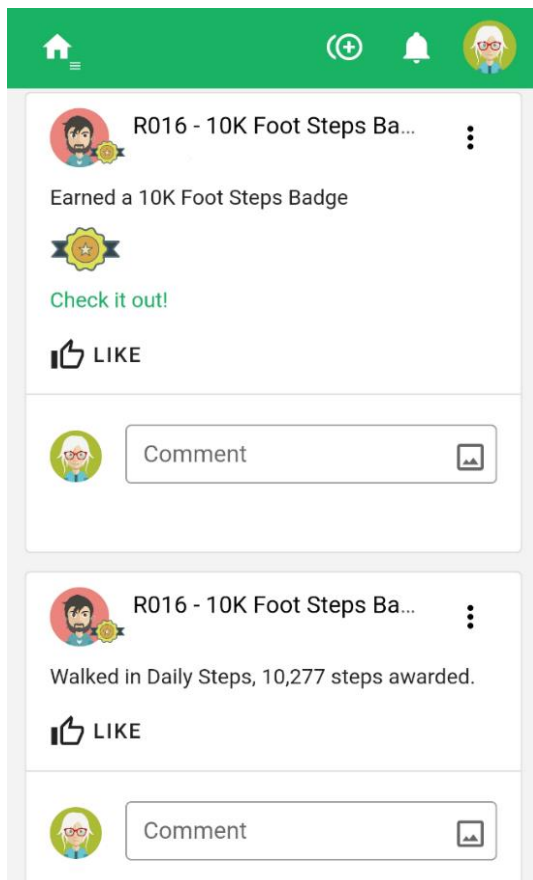 R016 - 10K Foot Steps Ba...
Earned a 10K Foot Steps Badge
Check it out!
LIKE
Comment
R016 - 10K Foot Steps Ba...
Walked in Daily Steps, 10,277 steps awarded.
LIKE
Comment